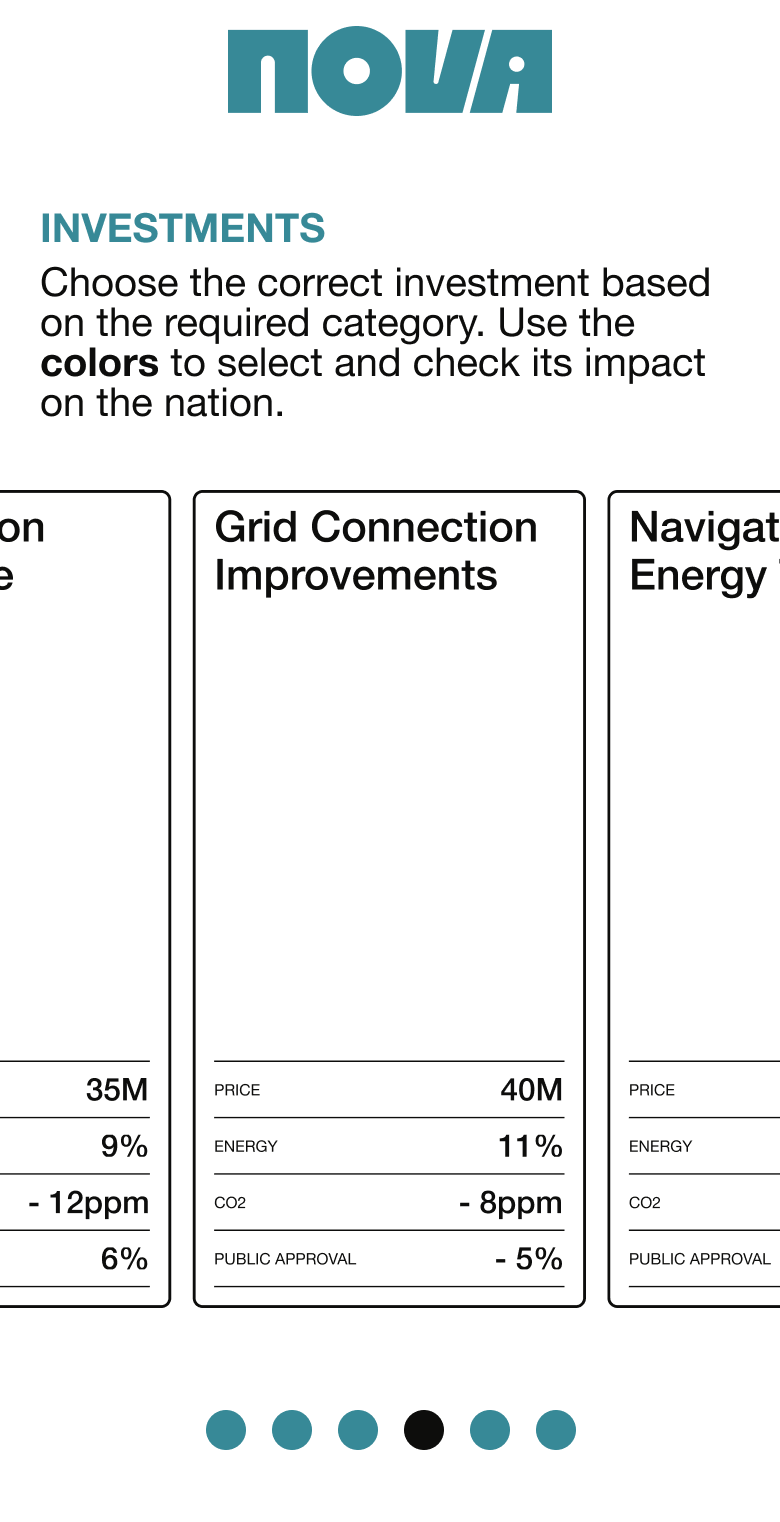 NOVA
INVESTMENTS
Choose the correct investment based
on the required category. Use the
colors to select and check its impact
on the nation.
35M
9%
- 12ppm
6%
Grid Connection
Improvements
PRICE 40M
ENERGY 11%
CO2 - 8ppm
PUBLIC APPROVAL - 5%
Energy
PRICE
ENERGY
CO2
PUBLIC APPROVAL